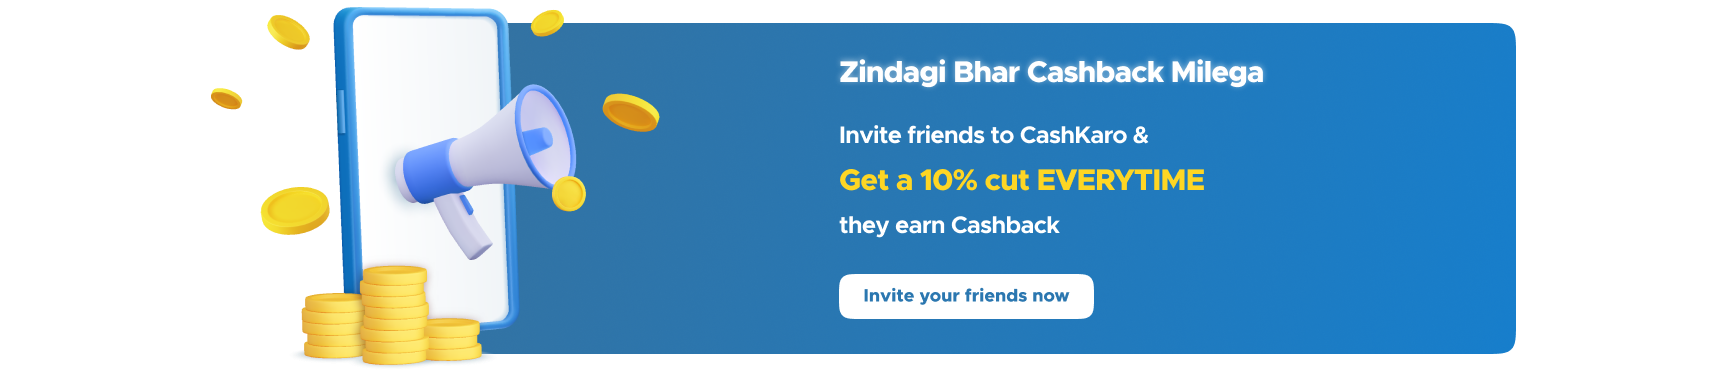 Zindagi Bhar Cashback Milega
Invite friends to CashKaro &
Get a 10% cut EVERYTIME
they earn Cashback
Invite your friends now